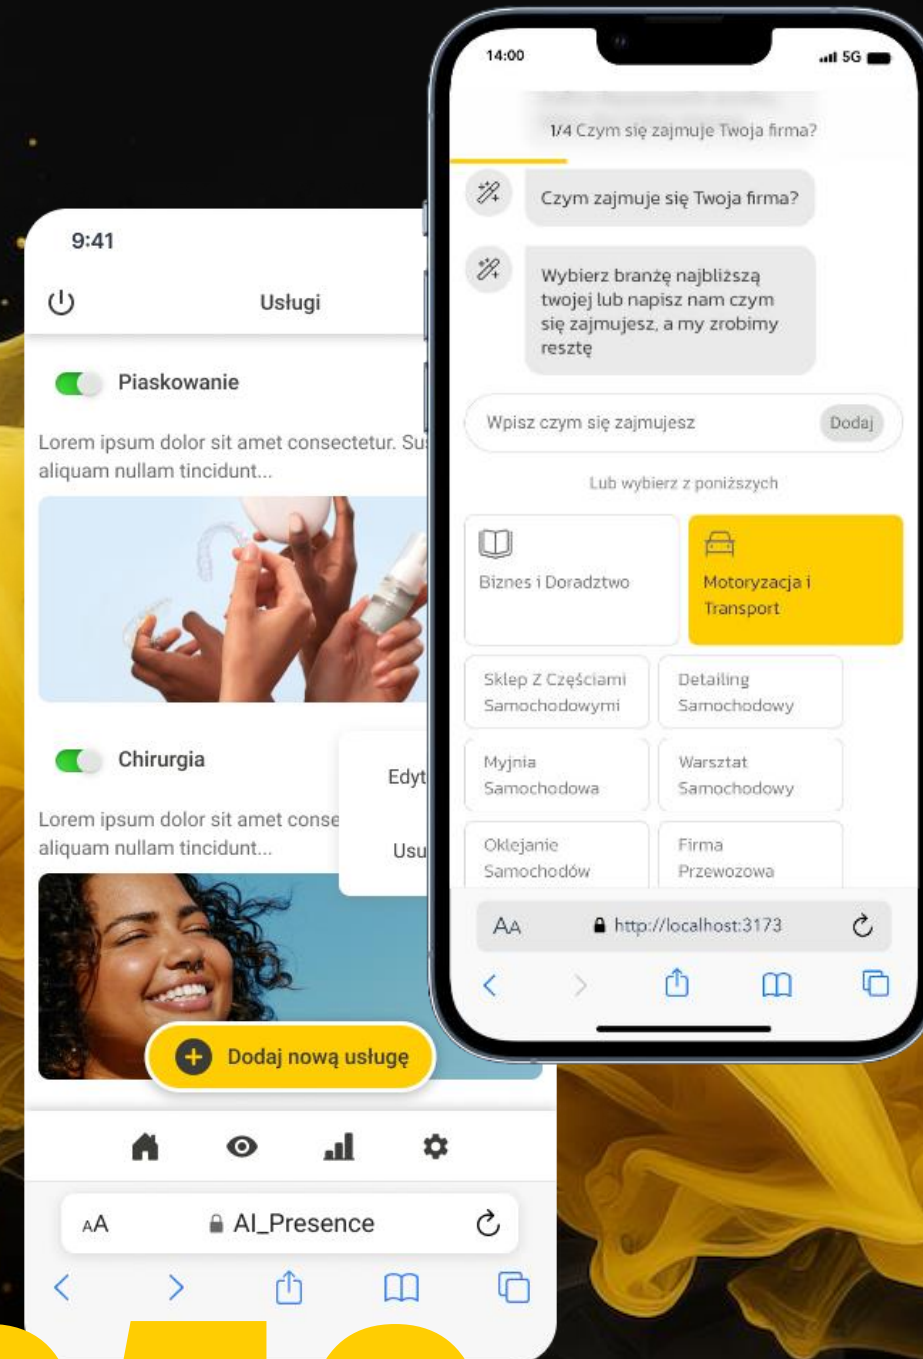 9:41
Usługi
Piaskowanie
Lorem ipsum dolor sit amet consectetur.
aliquam nullam tincidunt...
Chirurgia
Lorem ipsum dolor sit amet
aliquam nullam tincidunt...
Dodaj nową usługę
AA
AI_Presence
14:00
5G
1/4 Czym się zajmuje Twoja firma?
Czym zajmuje się Twoja firma?
Wybierz branżę najbliższą
twojej lub napisz nam czym
się zajmujesz, a my zrobimy
resztę
Wpisz czym się zajmujesz
Dodaj
Lub wybierz z poniższych
Biznes i Doradztwo
Motoryzacja i
Transport
Sklep Z Częściami
Samochodowymi
Detailing
Samochodowy
Myjnia
Samochodowa
Warsztat
Samochodowy
Oklejanie
Samochodów
Firma
Przewozowa
AA
http://localhost:3173